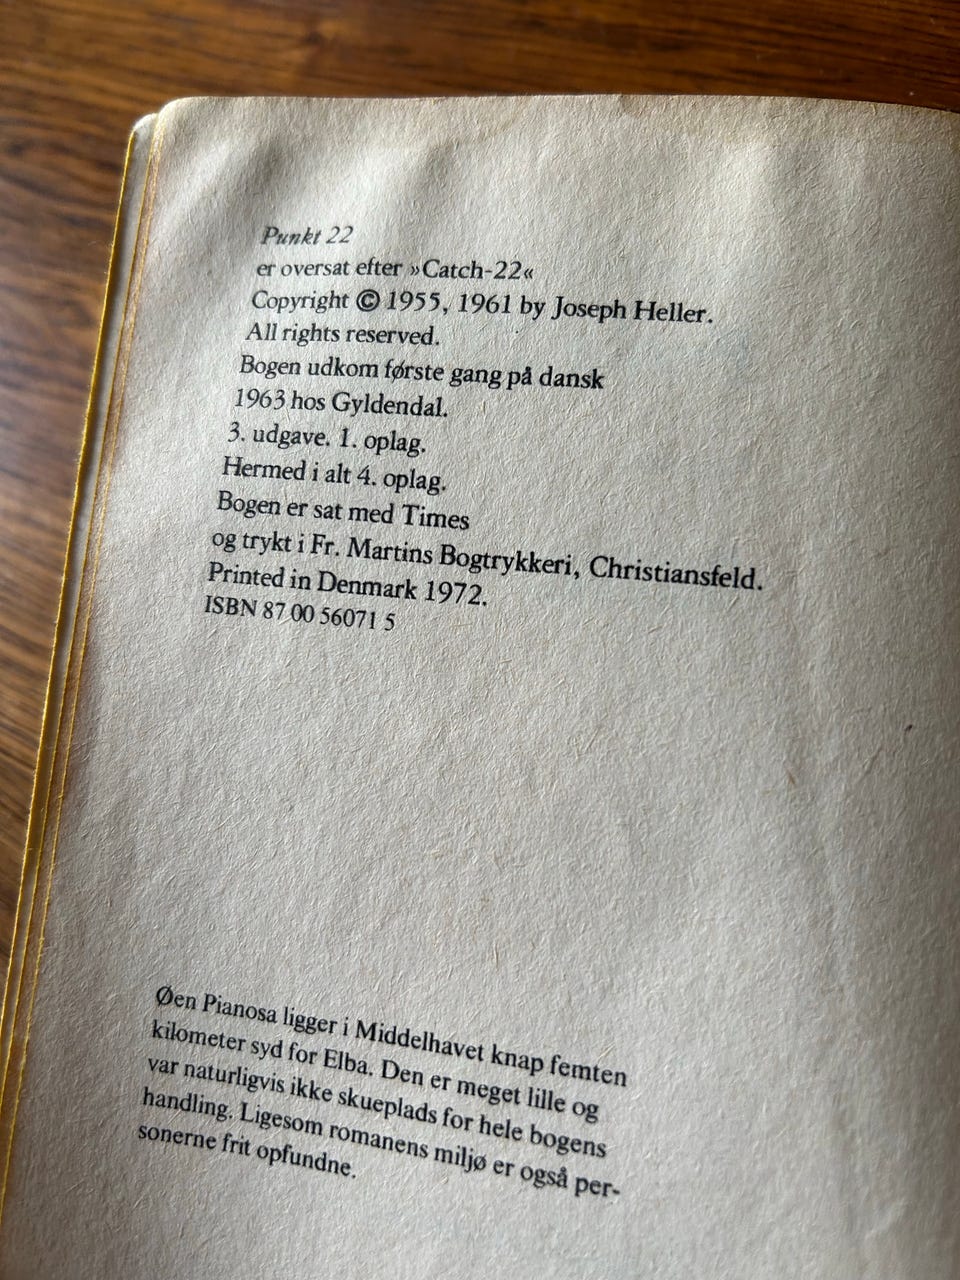 Punkt 22
er oversat efter »Catch-22«
Copyright © 1955, 1961 by Joseph Heller.
All rights reserved.
Bogen udkom første gang på dansk
1963 hos Gyldendal.
3. udgave. 1. oplag.
Hermed i alt 4. oplag.
Bogen er sat med Times
og trykt i Fr. Martins Bogtrykkeri, Christiansfeld.
Printed in Denmark 1972.
ISBN 87 00 56071 5
Øen Pianosa ligger i Middelhavet knap femten
kilometer syd for Elba. Den er meget lille og
var naturligvis ikke skueplads for hele bogens
handling. Ligesom romanens miljø er også per-
sonerne frit opfundne.